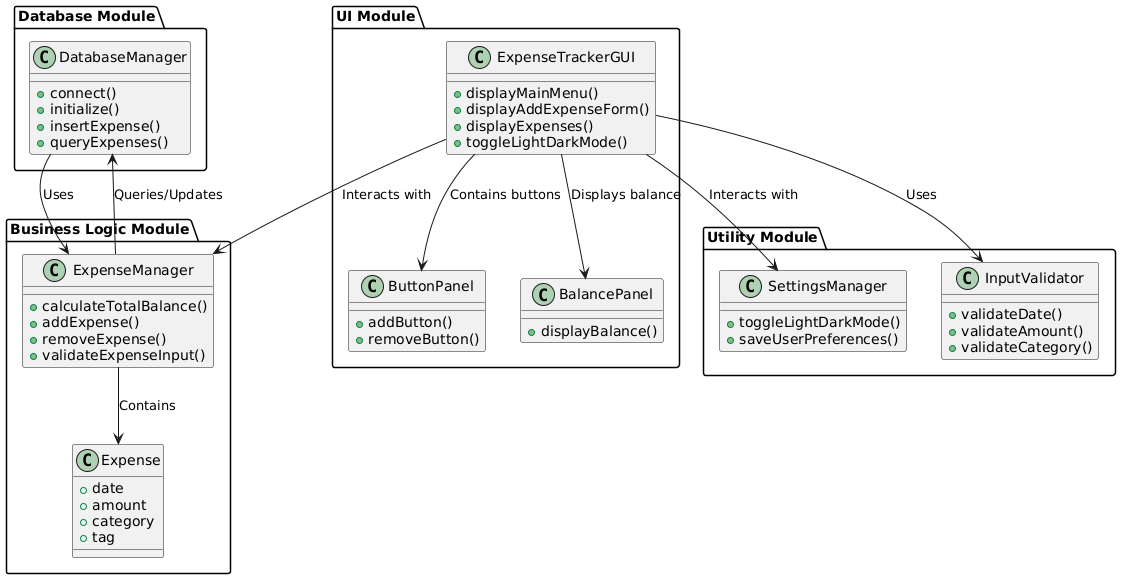 Database Module
C DatabaseManager
connect()
initialize()
insertExpense()
queryExpenses()
UI Module
C ExpenseTrackerGUI
displayMainMenu()
displayAddExpenseForm()
displayExpenses()
toggleLightDarkMode()
Uses
Queries/Updates
Interacts with
Contains buttons
Displays balance
Interacts with
Uses
Business Logic Module
C ExpenseManager
calculateTotalBalance()
addExpense()
removeExpense()
validateExpenseInput()
C ButtonPanel
addButton()
removeButton()
C BalancePanel
displayBalance()
Utility Module
C SettingsManager
toggleLightDarkMode()
saveUserPreferences()
C InputValidator
validateDate()
validateAmount()
validateCategory()
Contains
C Expense
date
amount
category
tag